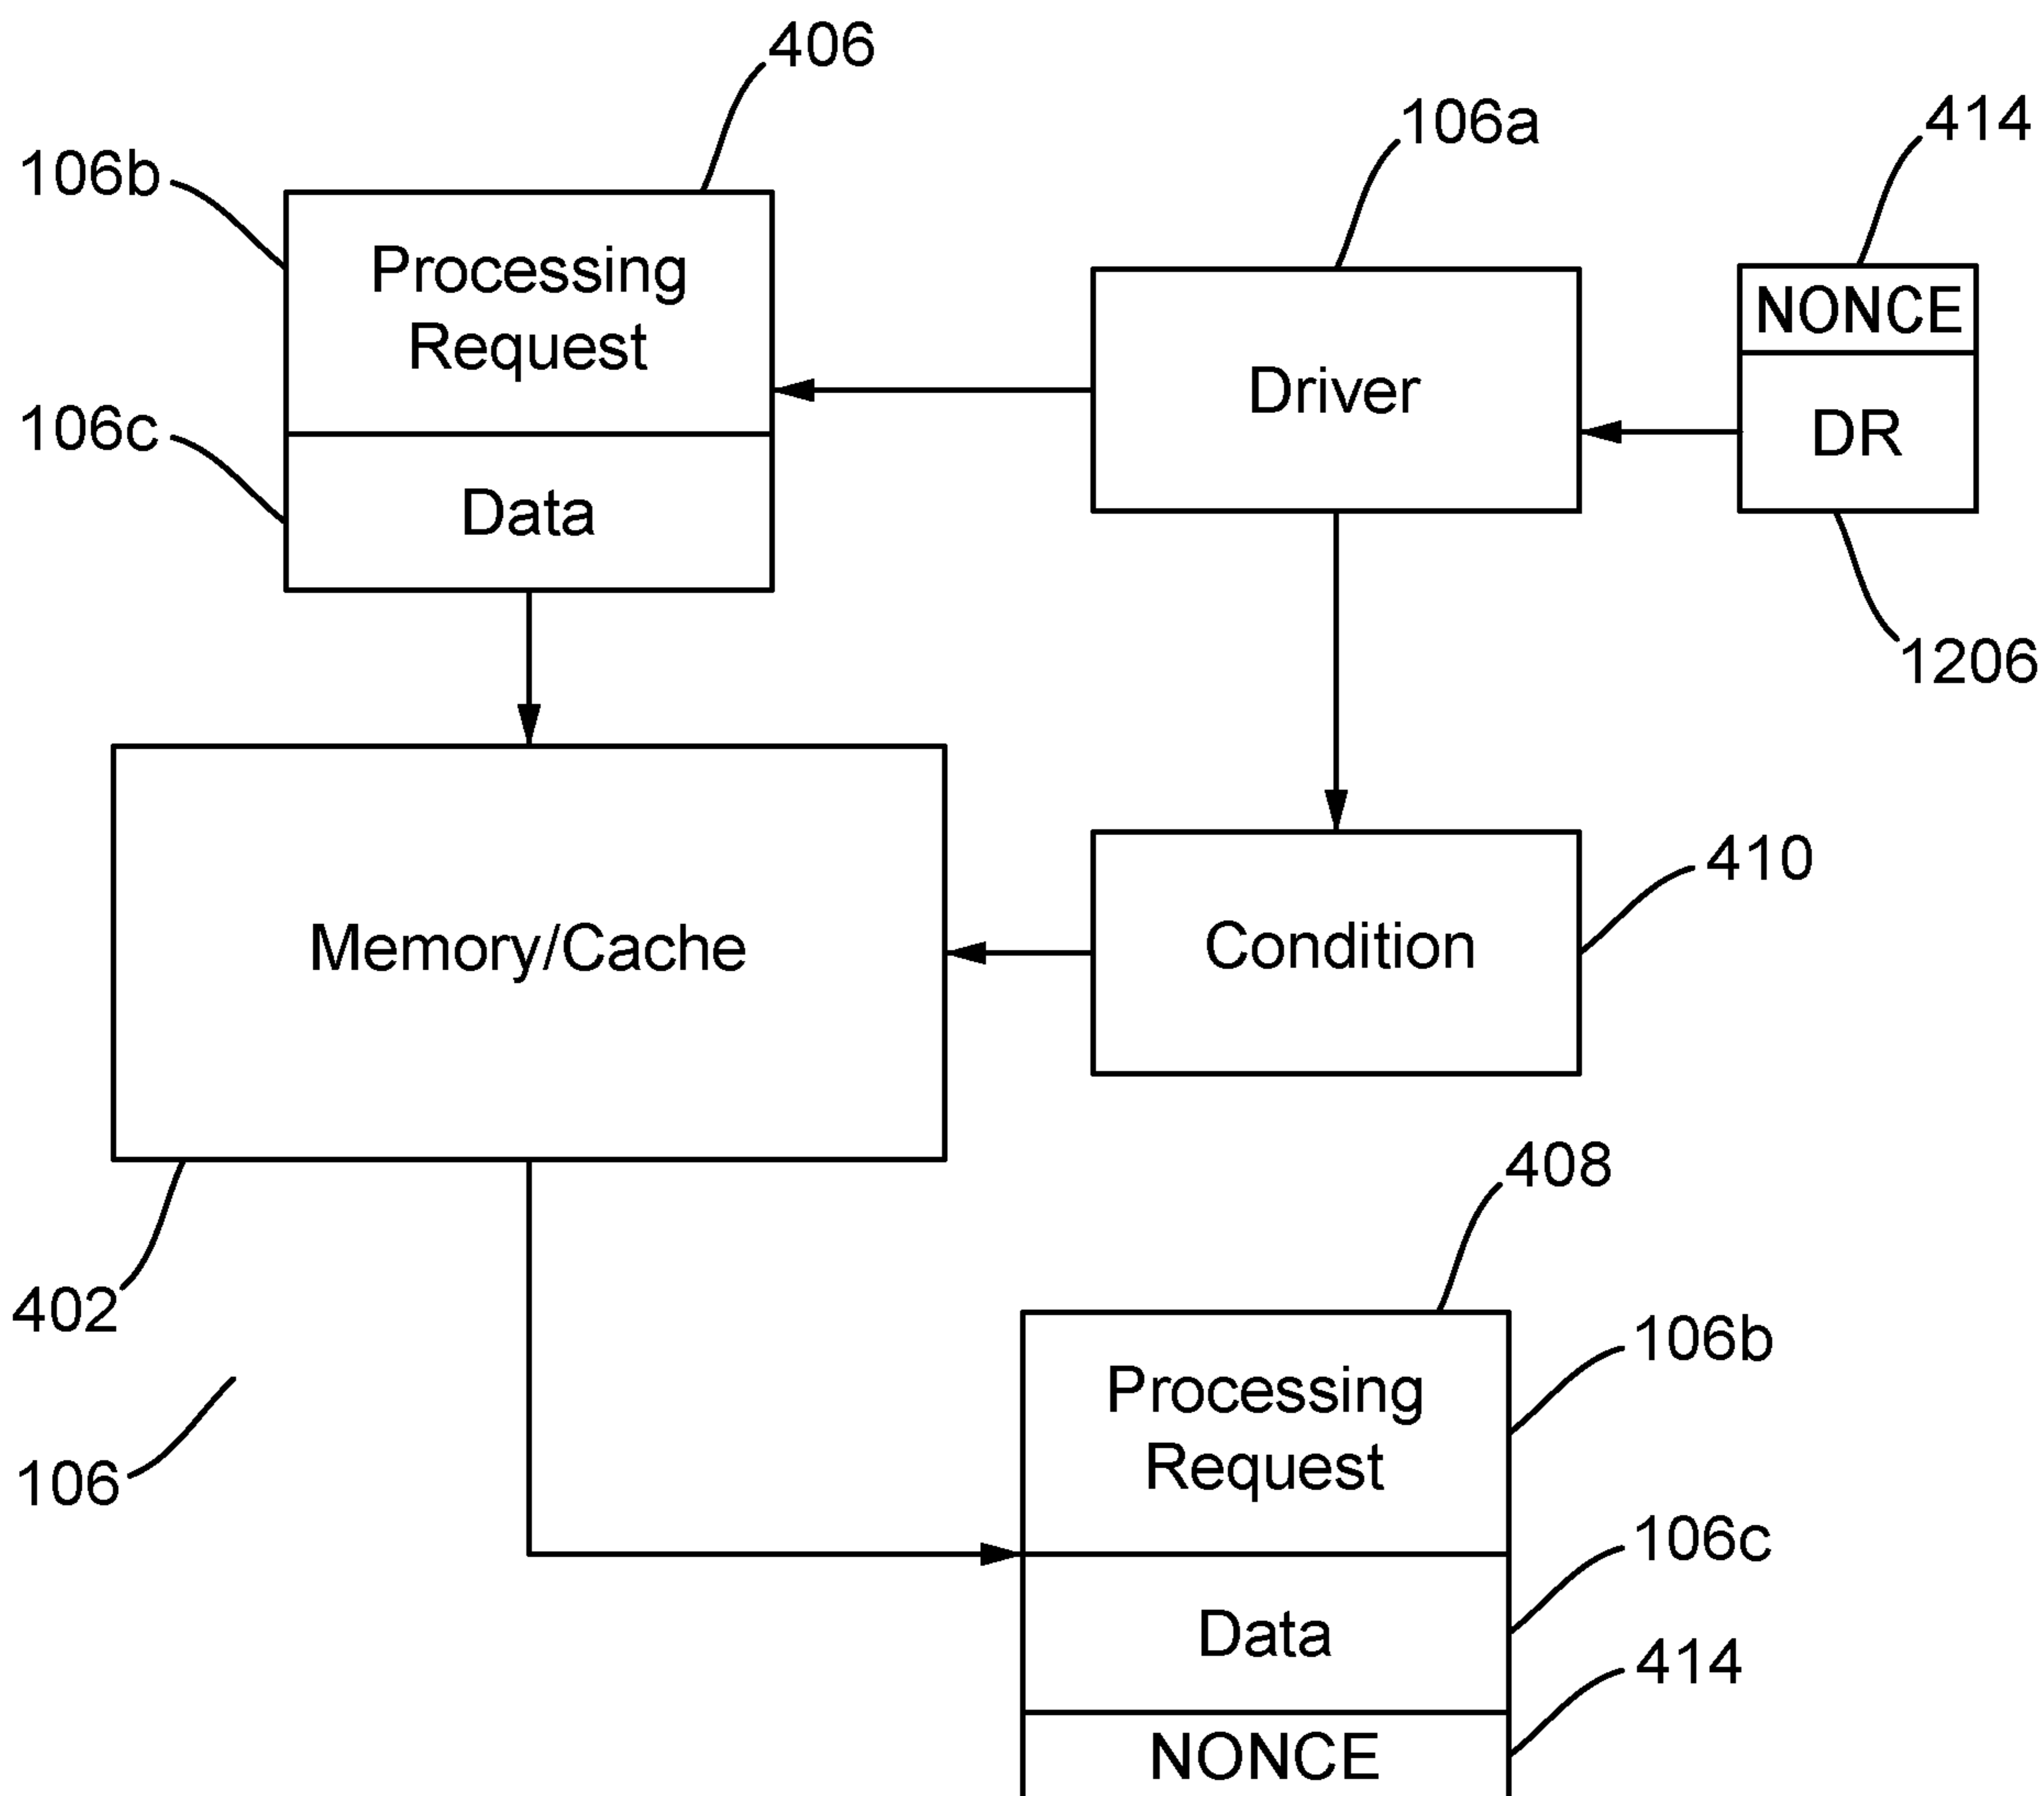 406
106a
414
106b
Processing
Request
NONCE
Driver
DR
106c
Data
1206
410
Memory/Cache
Condition
408
402
106b
Processing
Request
106
106c
Data
414
NONCE